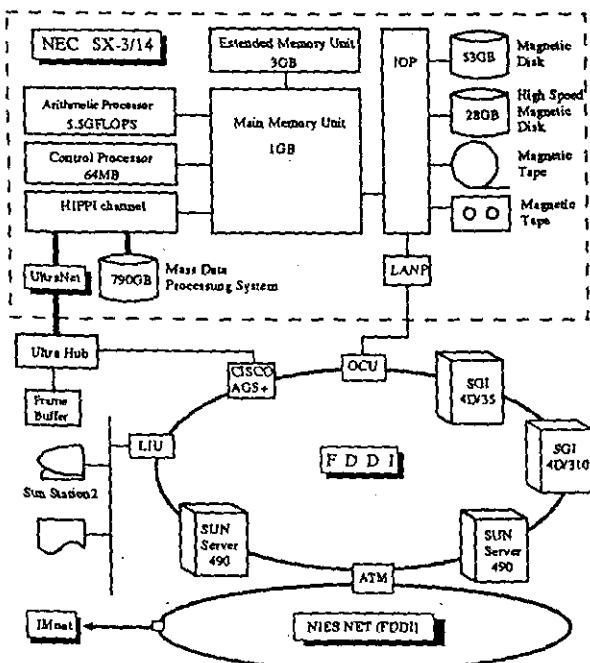 NEC SX-3/14
Extended Memory Unit
3GB
IOP
53GB
Magnetic
Disk
Arithmetic Processor
5.5GFLOPS
Main Memory Unit
1GB
28GB
High Speed
Magnetic
Disk
Control Processor
64MB
Magnetic
Tape
HIPPI channel
Magnetic
Tape
UltraNet
790GB
Mass Data
Processing System
LANP
Ultra Hub
CISCO
AGS+
OCU
SGI
4D/35
Frame
Buffer
LIU
F D D I
SGI
4D/310
Sun Station2
SUN
Server
490
SUN
Server
490
ATM
IMnet
NIES NET (FDDI)